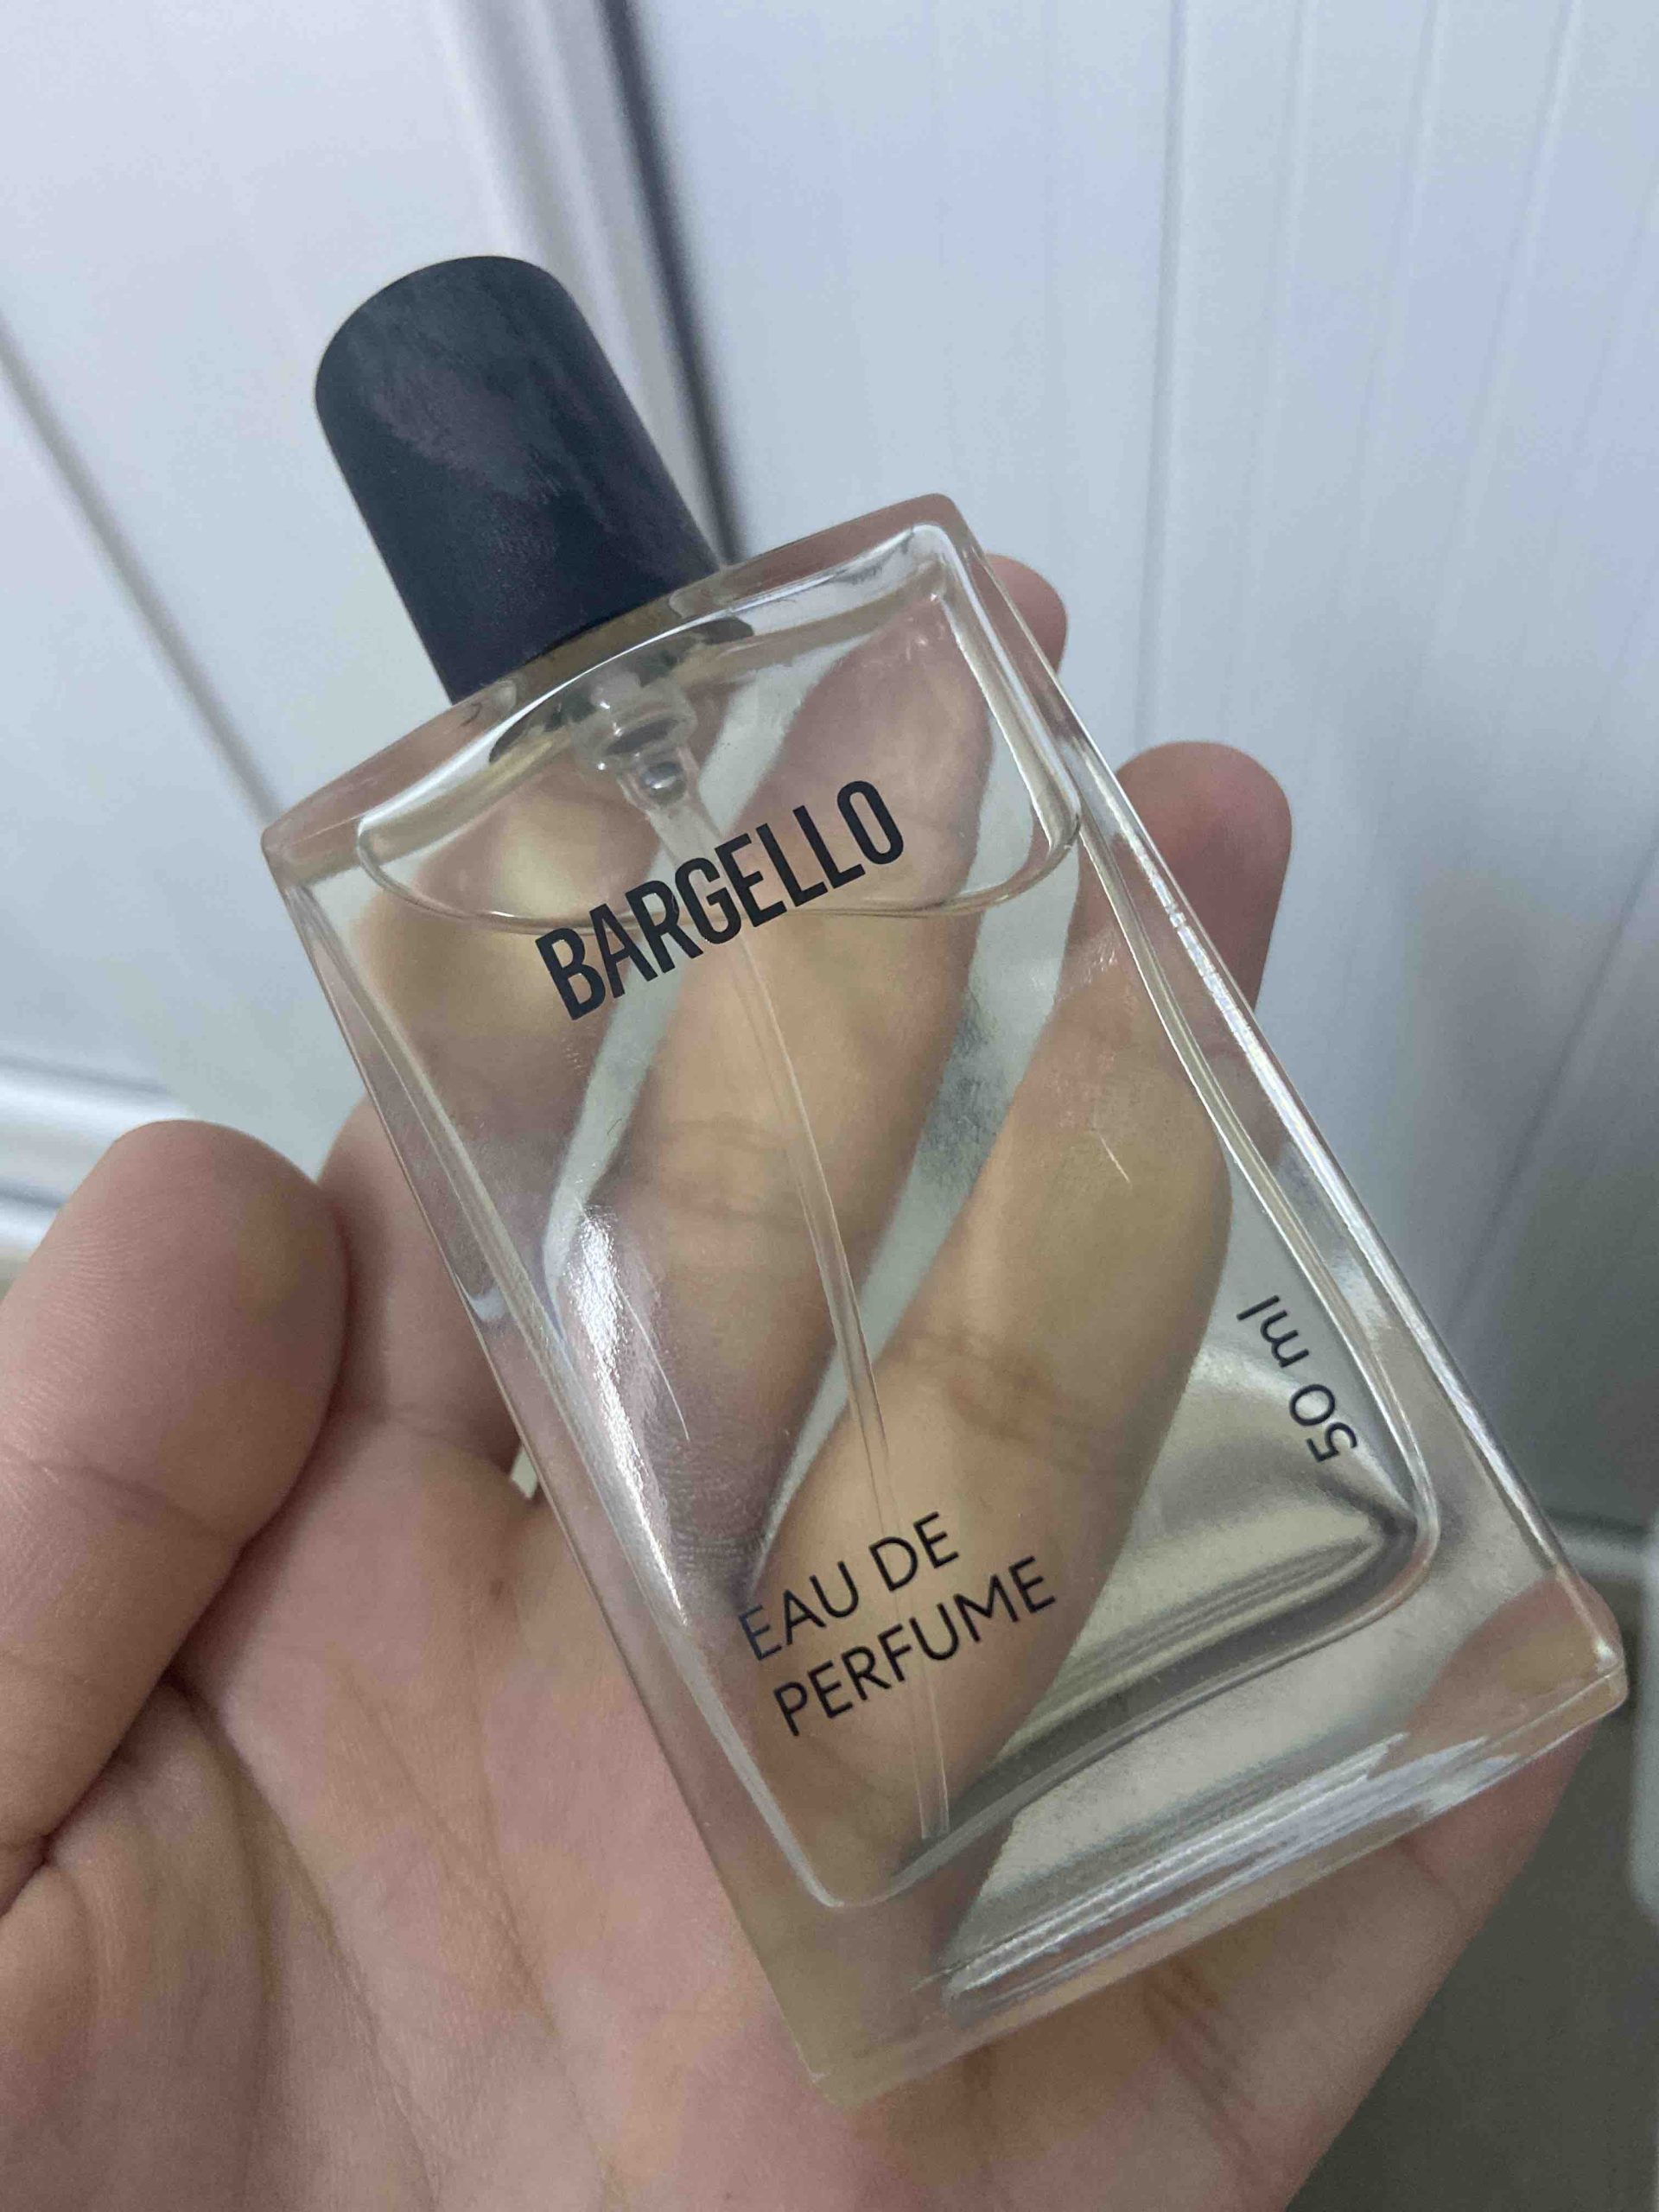 BARGELLO
50 ml
EAU DE
PERFUME